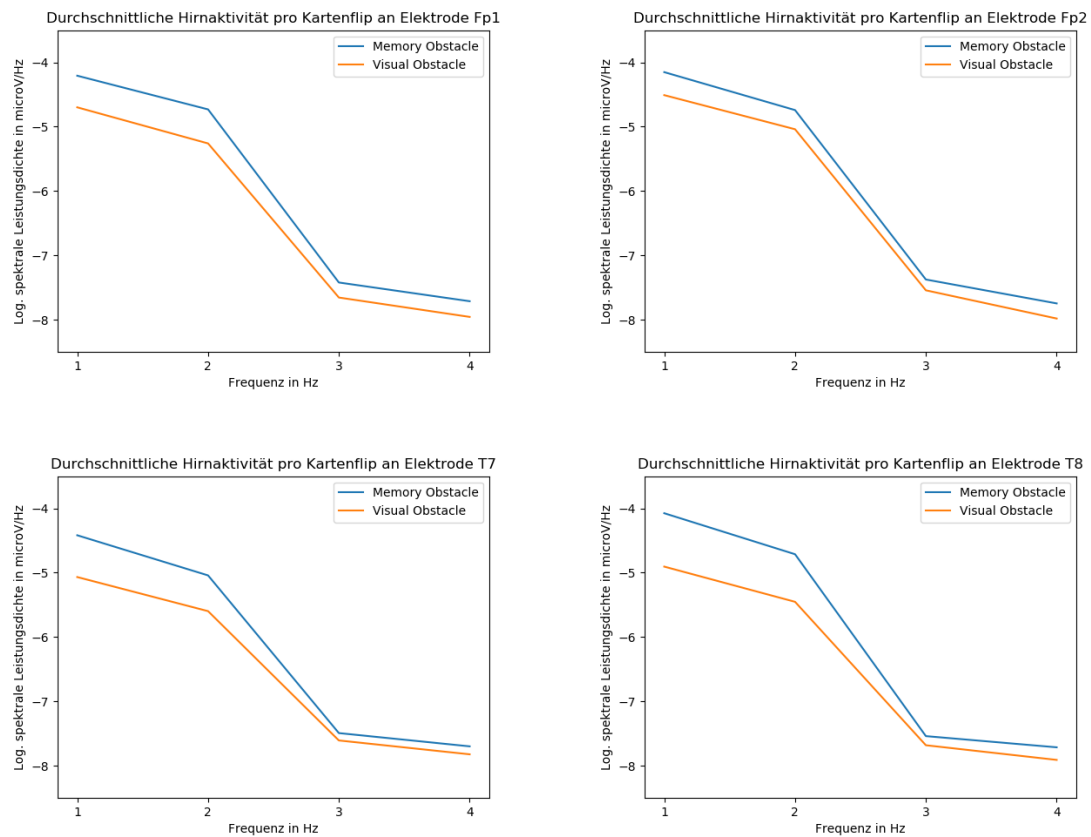 Durchschnittliche Hirnaktivität pro Kartenflip an Elektrode Fp1
Memory Obstacle
Visual Obstacle
Log. spektrale Leistungsdichte in microV/Hz
−4
−5
−6
−7
−8
1 2 3 4
Frequenz in Hz
Durchschnittliche Hirnaktivität pro Kartenflip an Elektrode Fp2
Memory Obstacle
Visual Obstacle
Log. spektrale Leistungsdichte in microV/Hz
−4
−5
−6
−7
−8
1 2 3 4
Frequenz in Hz
Durchschnittliche Hirnaktivität pro Kartenflip an Elektrode T7
Memory Obstacle
Visual Obstacle
Log. spektrale Leistungsdichte in microV/Hz
−4
−5
−6
−7
−8
1 2 3 4
Frequenz in Hz
Durchschnittliche Hirnaktivität pro Kartenflip an Elektrode T8
Memory Obstacle
Visual Obstacle
Log. spektrale Leistungsdichte in microV/Hz
−4
−5
−6
−7
−8
1 2 3 4
Frequenz in Hz